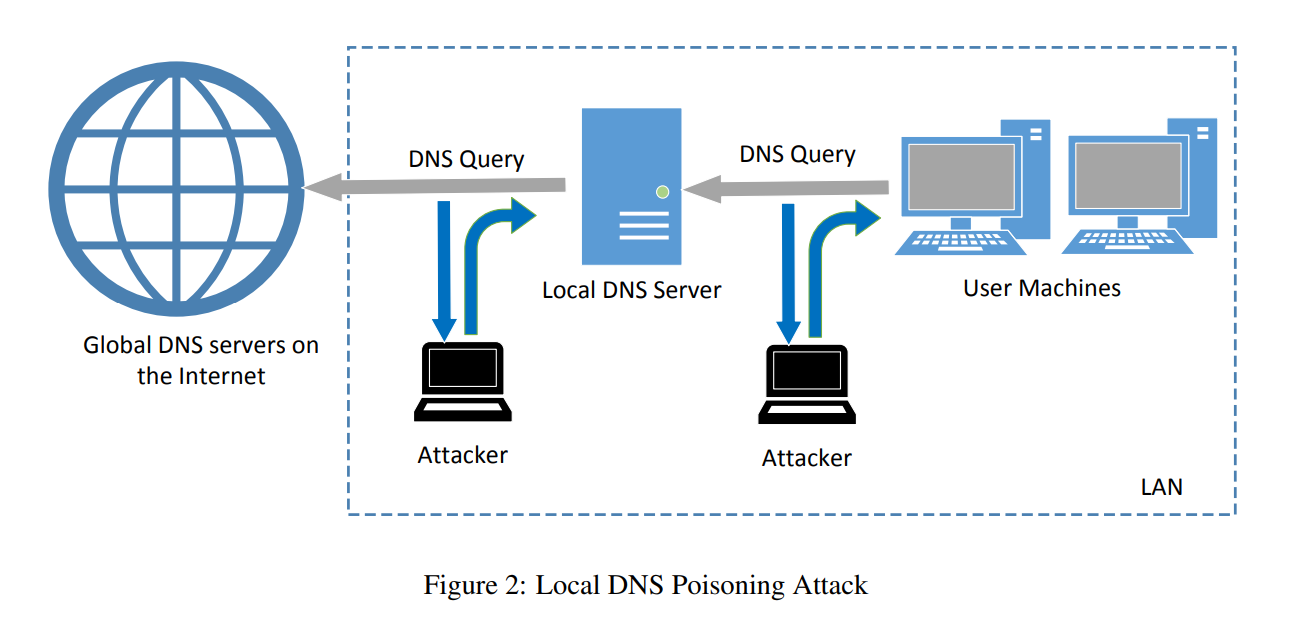 DNS Query
DNS Query
Local DNS Server
User Machines
Global DNS servers on
the Internet
Attacker
Attacker
LAN
Figure 2: Local DNS Poisoning Attack